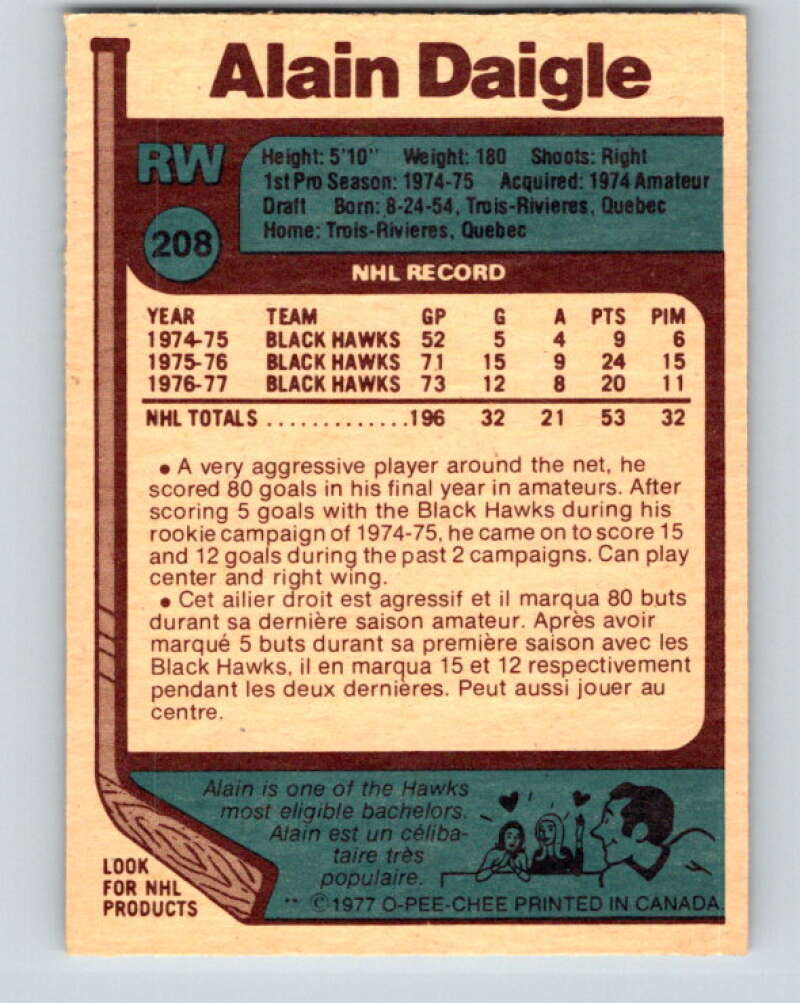 Alain Daigle
RW
Height: 5'10" Weight: 180 Shoots: Right
1st Pro Season: 1974-75 Acquired: 1974 Amateur
Draft Born: 8-24-54, Trois-Rivieres, Quebec
Home: Trois-Rivieres, Quebec
208
NHL RECORD
YEAR TEAM GP G A PTS PIM
1974-75 BLACK HAWKS 52 5 4 9 6
1975-76 BLACK HAWKS 71 15 9 24 15
1976-77 BLACK HAWKS 73 12 8 20 11
NHL TOTALS .............196 32 21 53 32
• A very aggressive player around the net, he
scored 80 goals in his final year in amateurs. After
scoring 5 goals with the Black Hawks during his
rookie campaign of 1974-75, he came on to score 15
and 12 goals during the past 2 campaigns. Can play
center and right wing.
• Cet ailier droit est agressif et il marqua 80 buts
durant sa dernière saison amateur. Après avoir
marqué 5 buts durant sa première saison avec les
Black Hawks, il en marqua 15 et 12 respectivement
pendant les deux dernières. Peut aussi jouer au
centre.
Alain is one of the Hawks
most eligible bachelors.
Alain est un céliba-
taire très
populaire.
LOOK
FOR NHL
PRODUCTS
** ©1977 O-PEE-CHEE PRINTED IN CANADA.